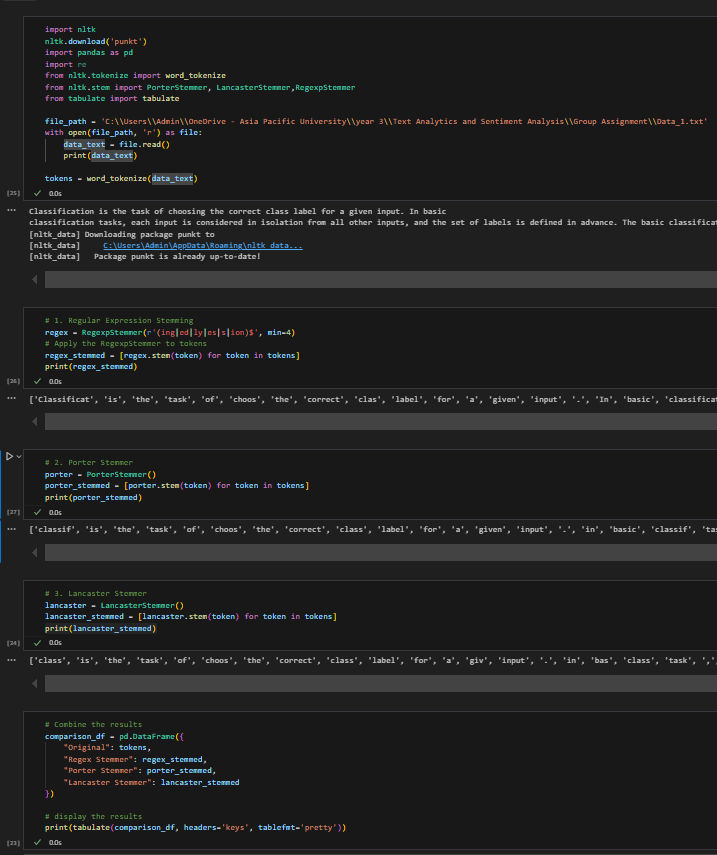 import nltk
nltk.download('punkt')
import pandas as pd
import re
from nltk.tokenize import word_tokenize
from nltk.stem import PorterStemmer, LancasterStemmer,RegexpStemmer
from tabulate import tabulate
file_path = 'C:\\Users\\Admin\\OneDrive - Asia Pacific University\\year 3\\Text Analytics and Sentiment Analysis\\Group Assignment\\Data_1.txt'
with open(file_path, 'r') as file:
data_text = file.read()
print(data_text)
tokens = word_tokenize(data_text)
[25] ✓ 0.0s
... Classification is the task of choosing the correct class label for a given input. In basic
classification tasks, each input is considered in isolation from all other inputs, and the set of labels is defined in advance. The basic classificat
[nltk_data] Downloading package punkt to
[nltk_data] C:\Users\Admin\AppData\Roaming\nltk_data...
[nltk_data] Package punkt is already up-to-date!
# 1. Regular Expression Stemming
regex = RegexpStemmer(r'(ing|ed|ly|es|s|ion)$', min=4)
# Apply the RegexpStemmer to tokens
regex_stemmed = [regex.stem(token) for token in tokens]
print(regex_stemmed)
[26] ✓ 0.0s
... ['Classificat', 'is', 'the', 'task', 'of', 'choos', 'the', 'correct', 'clas', 'label', 'for', 'a', 'given', 'input', '.', 'In', 'basic', 'classificat
# 2. Porter Stemmer
porter = PorterStemmer()
porter_stemmed = [porter.stem(token) for token in tokens]
print(porter_stemmed)
[27] ✓ 0.0s
... ['classif', 'is', 'the', 'task', 'of', 'choos', 'the', 'correct', 'class', 'label', 'for', 'a', 'given', 'input', '.', 'in', 'basic', 'classif', 'tas
# 3. Lancaster Stemmer
lancaster = LancasterStemmer()
lancaster_stemmed = [lancaster.stem(token) for token in tokens]
print(lancaster_stemmed)
[24] ✓ 0.0s
... ['class', 'is', 'the', 'task', 'of', 'choos', 'the', 'correct', 'class', 'label', 'for', 'a', 'giv', 'input', '.', 'in', 'bas', 'class', 'task', ',',
# Combine the results
comparison_df = pd.DataFrame({
"Original": tokens,
"Regex Stemmer": regex_stemmed,
"Porter Stemmer": porter_stemmed,
"Lancaster Stemmer": lancaster_stemmed
})
# display the results
print(tabulate(comparison_df, headers='keys', tablefmt='pretty'))
[23] ✓ 0.0s